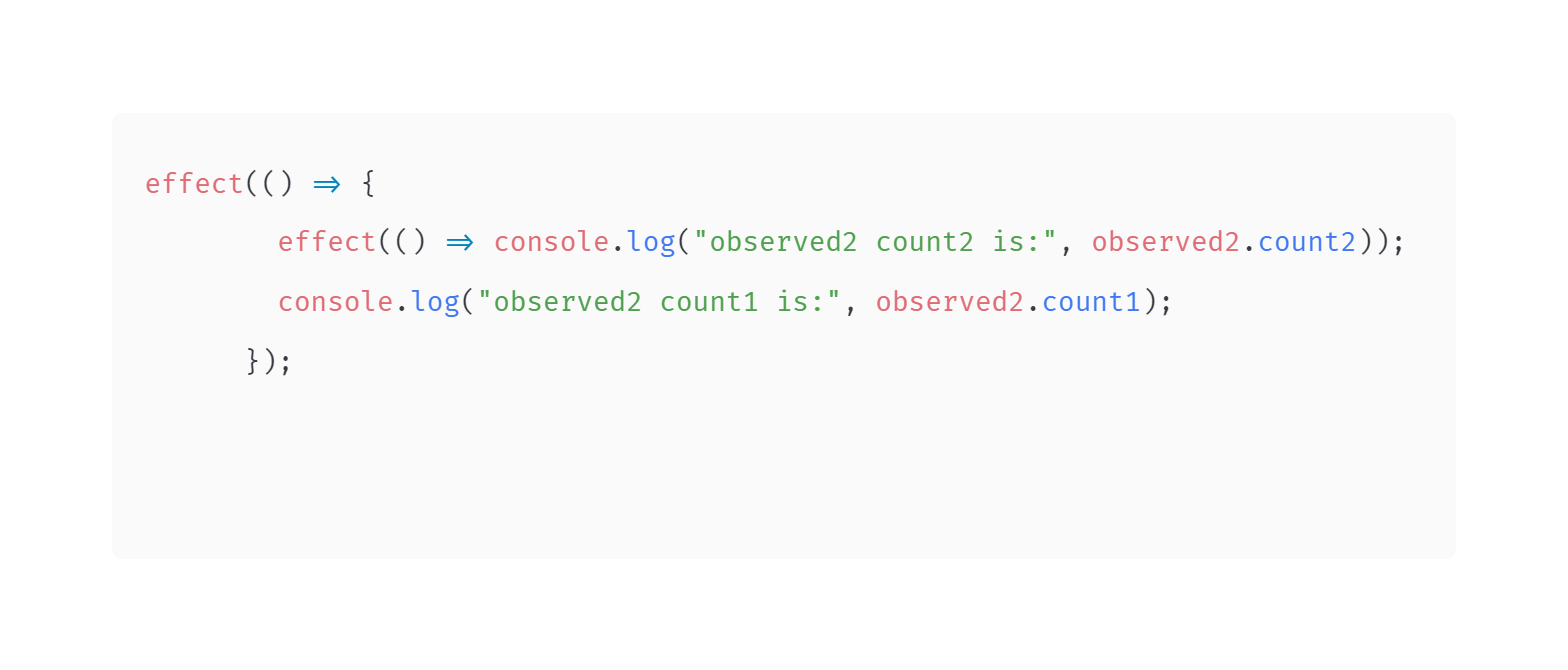 effect(() => {
effect(() => console.log("observed2 count2 is:", observed2.count2));
console.log("observed2 count1 is:", observed2.count1);
});